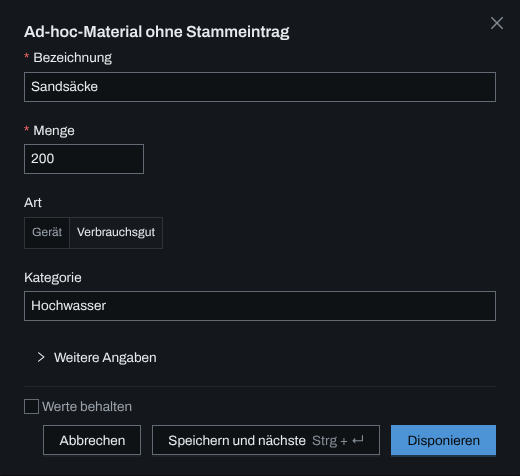 Ad-hoc-Material ohne Stammeintrag
* Bezeichnung
Sandsäcke
* Menge
200
Art
Gerät Verbrauchsgut
Kategorie
Hochwasser
Weitere Angaben
Werte behalten
Abbrechen Speichern und nächste Strg + ↵ Disponieren